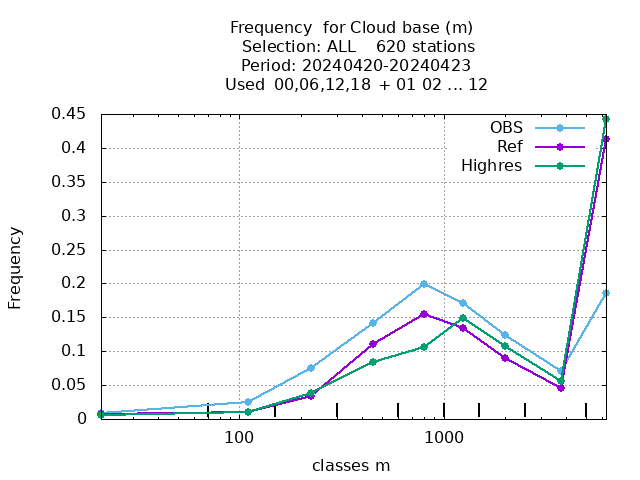 Frequency  for Cloud base (m)
Selection: ALL    620 stations
Period: 20240420-20240423
Used  00,06,12,18 + 01 02 ... 12
OBS
Ref
Highres
Frequency
0.45
0.4
0.35
0.3
0.25
0.2
0.15
0.1
0.05
0
100
1000
classes m